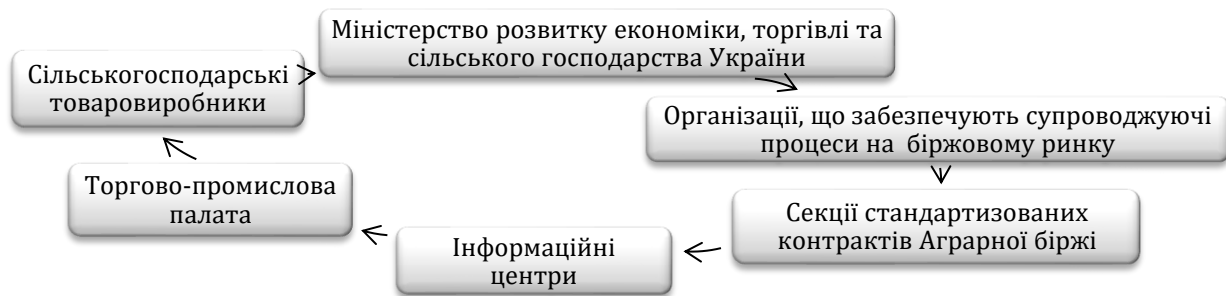 Міністерство розвитку економіки, торгівлі та
сільського господарства України
Сільськогосподарські
товаровиробники
Організації, що забезпечують супроводжуючі
процеси на біржовому ринку
Торгово-промислова
палата
Секції стандартизованих
контрактів Аграрної біржі
Інформаційні
центри